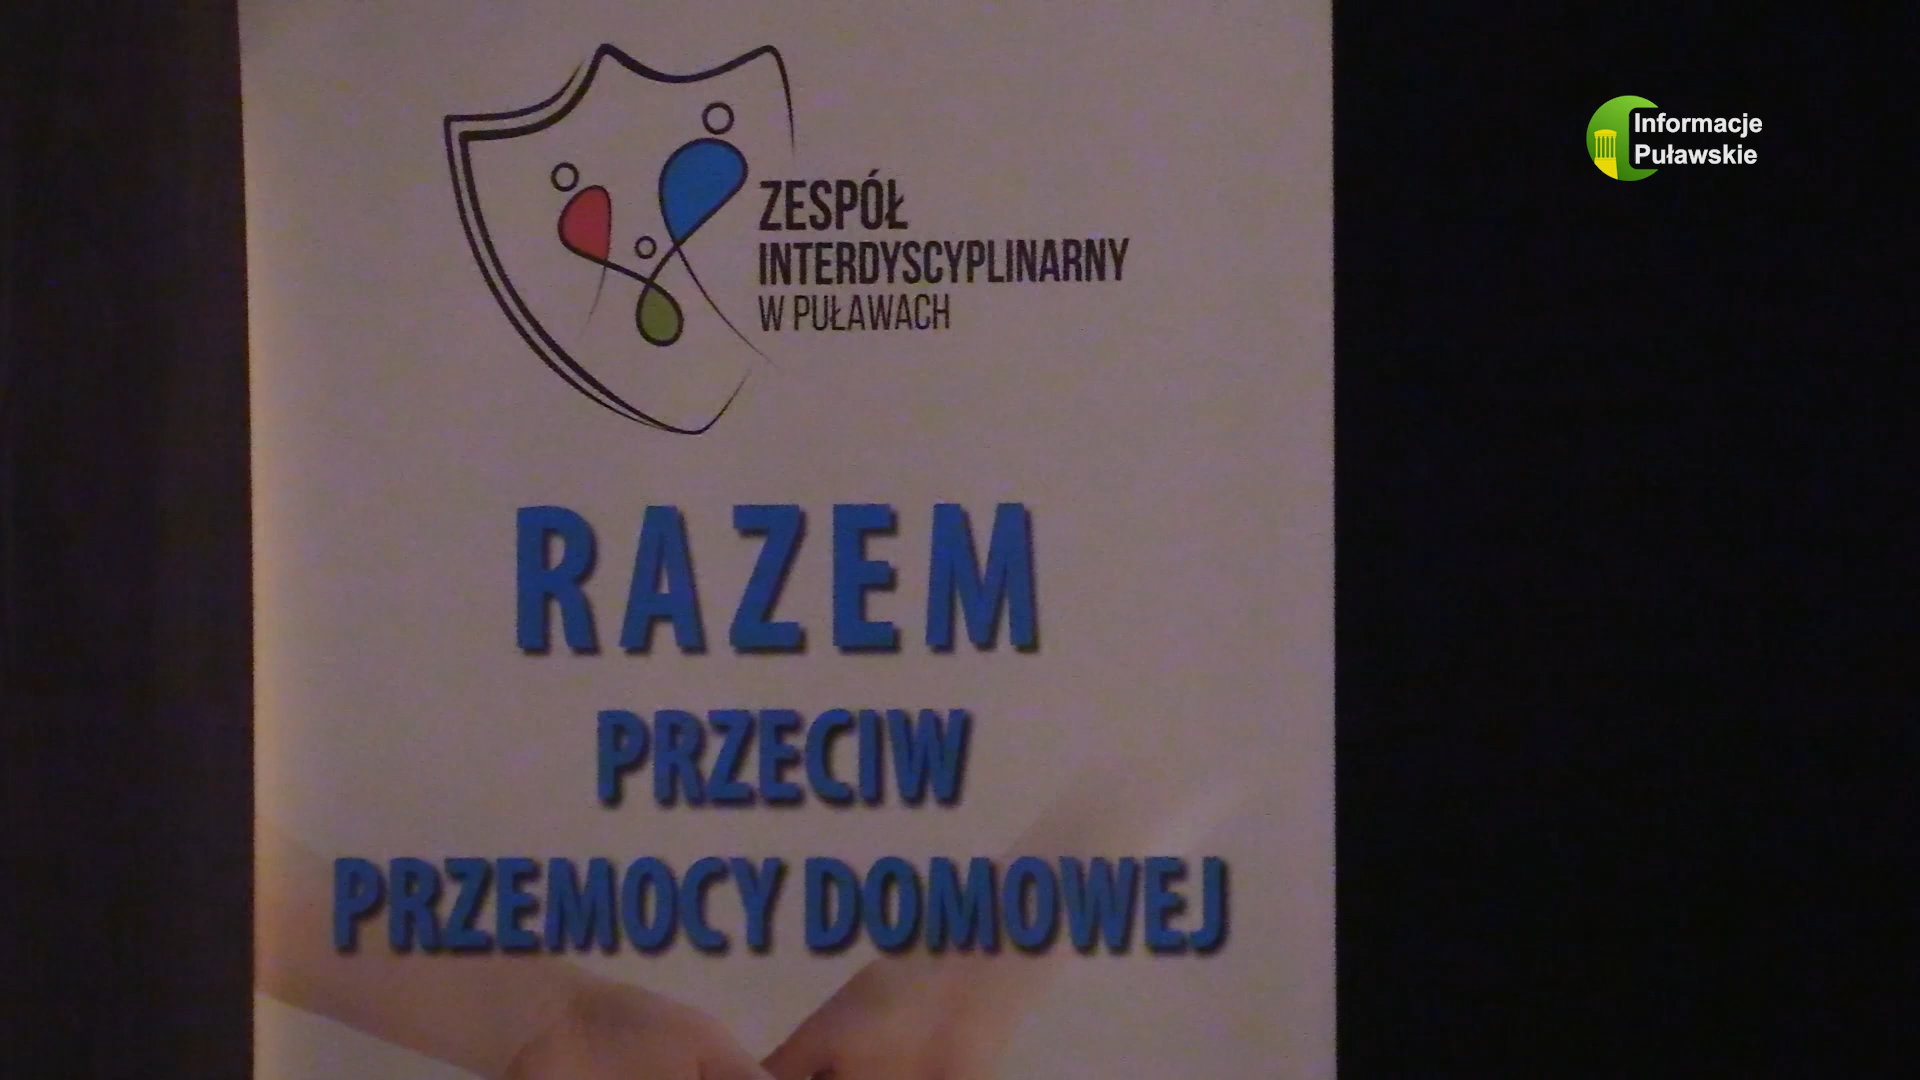 ZESPÓŁ
INTERDYSCYPLINARNY
W PUŁAWACH
RAZEM
PRZECIW
PRZEMOCY DOMOWEJ
Informacje
Puławskie